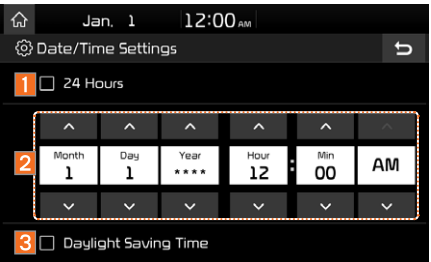 Jan. 1 12:00 AM
Date/Time Settings
1 24 Hours
2
Month Day Year Hour Min
1 1 **** 12 : 00 AM
3 Daylight Saving Time